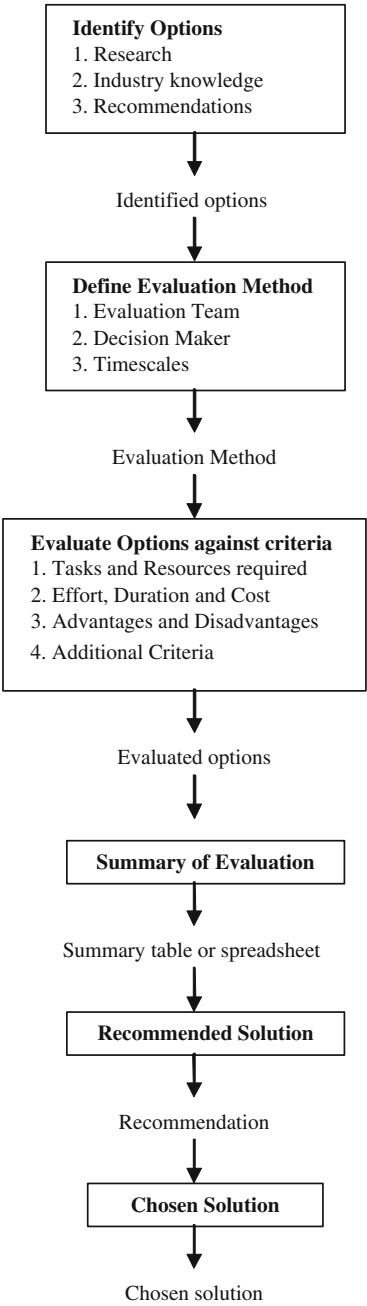 Identify Options
1. Research
2. Industry knowledge
3. Recommendations
Identified options
Define Evaluation Method
1. Evaluation Team
2. Decision Maker
3. Timescales
Evaluation Method
Evaluate Options against criteria
1. Tasks and Resources required
2. Effort, Duration and Cost
3. Advantages and Disadvantages
4. Additional Criteria
Evaluated options
Summary of Evaluation
Summary table or spreadsheet
Recommended Solution
Recommendation
Chosen Solution
Chosen solution